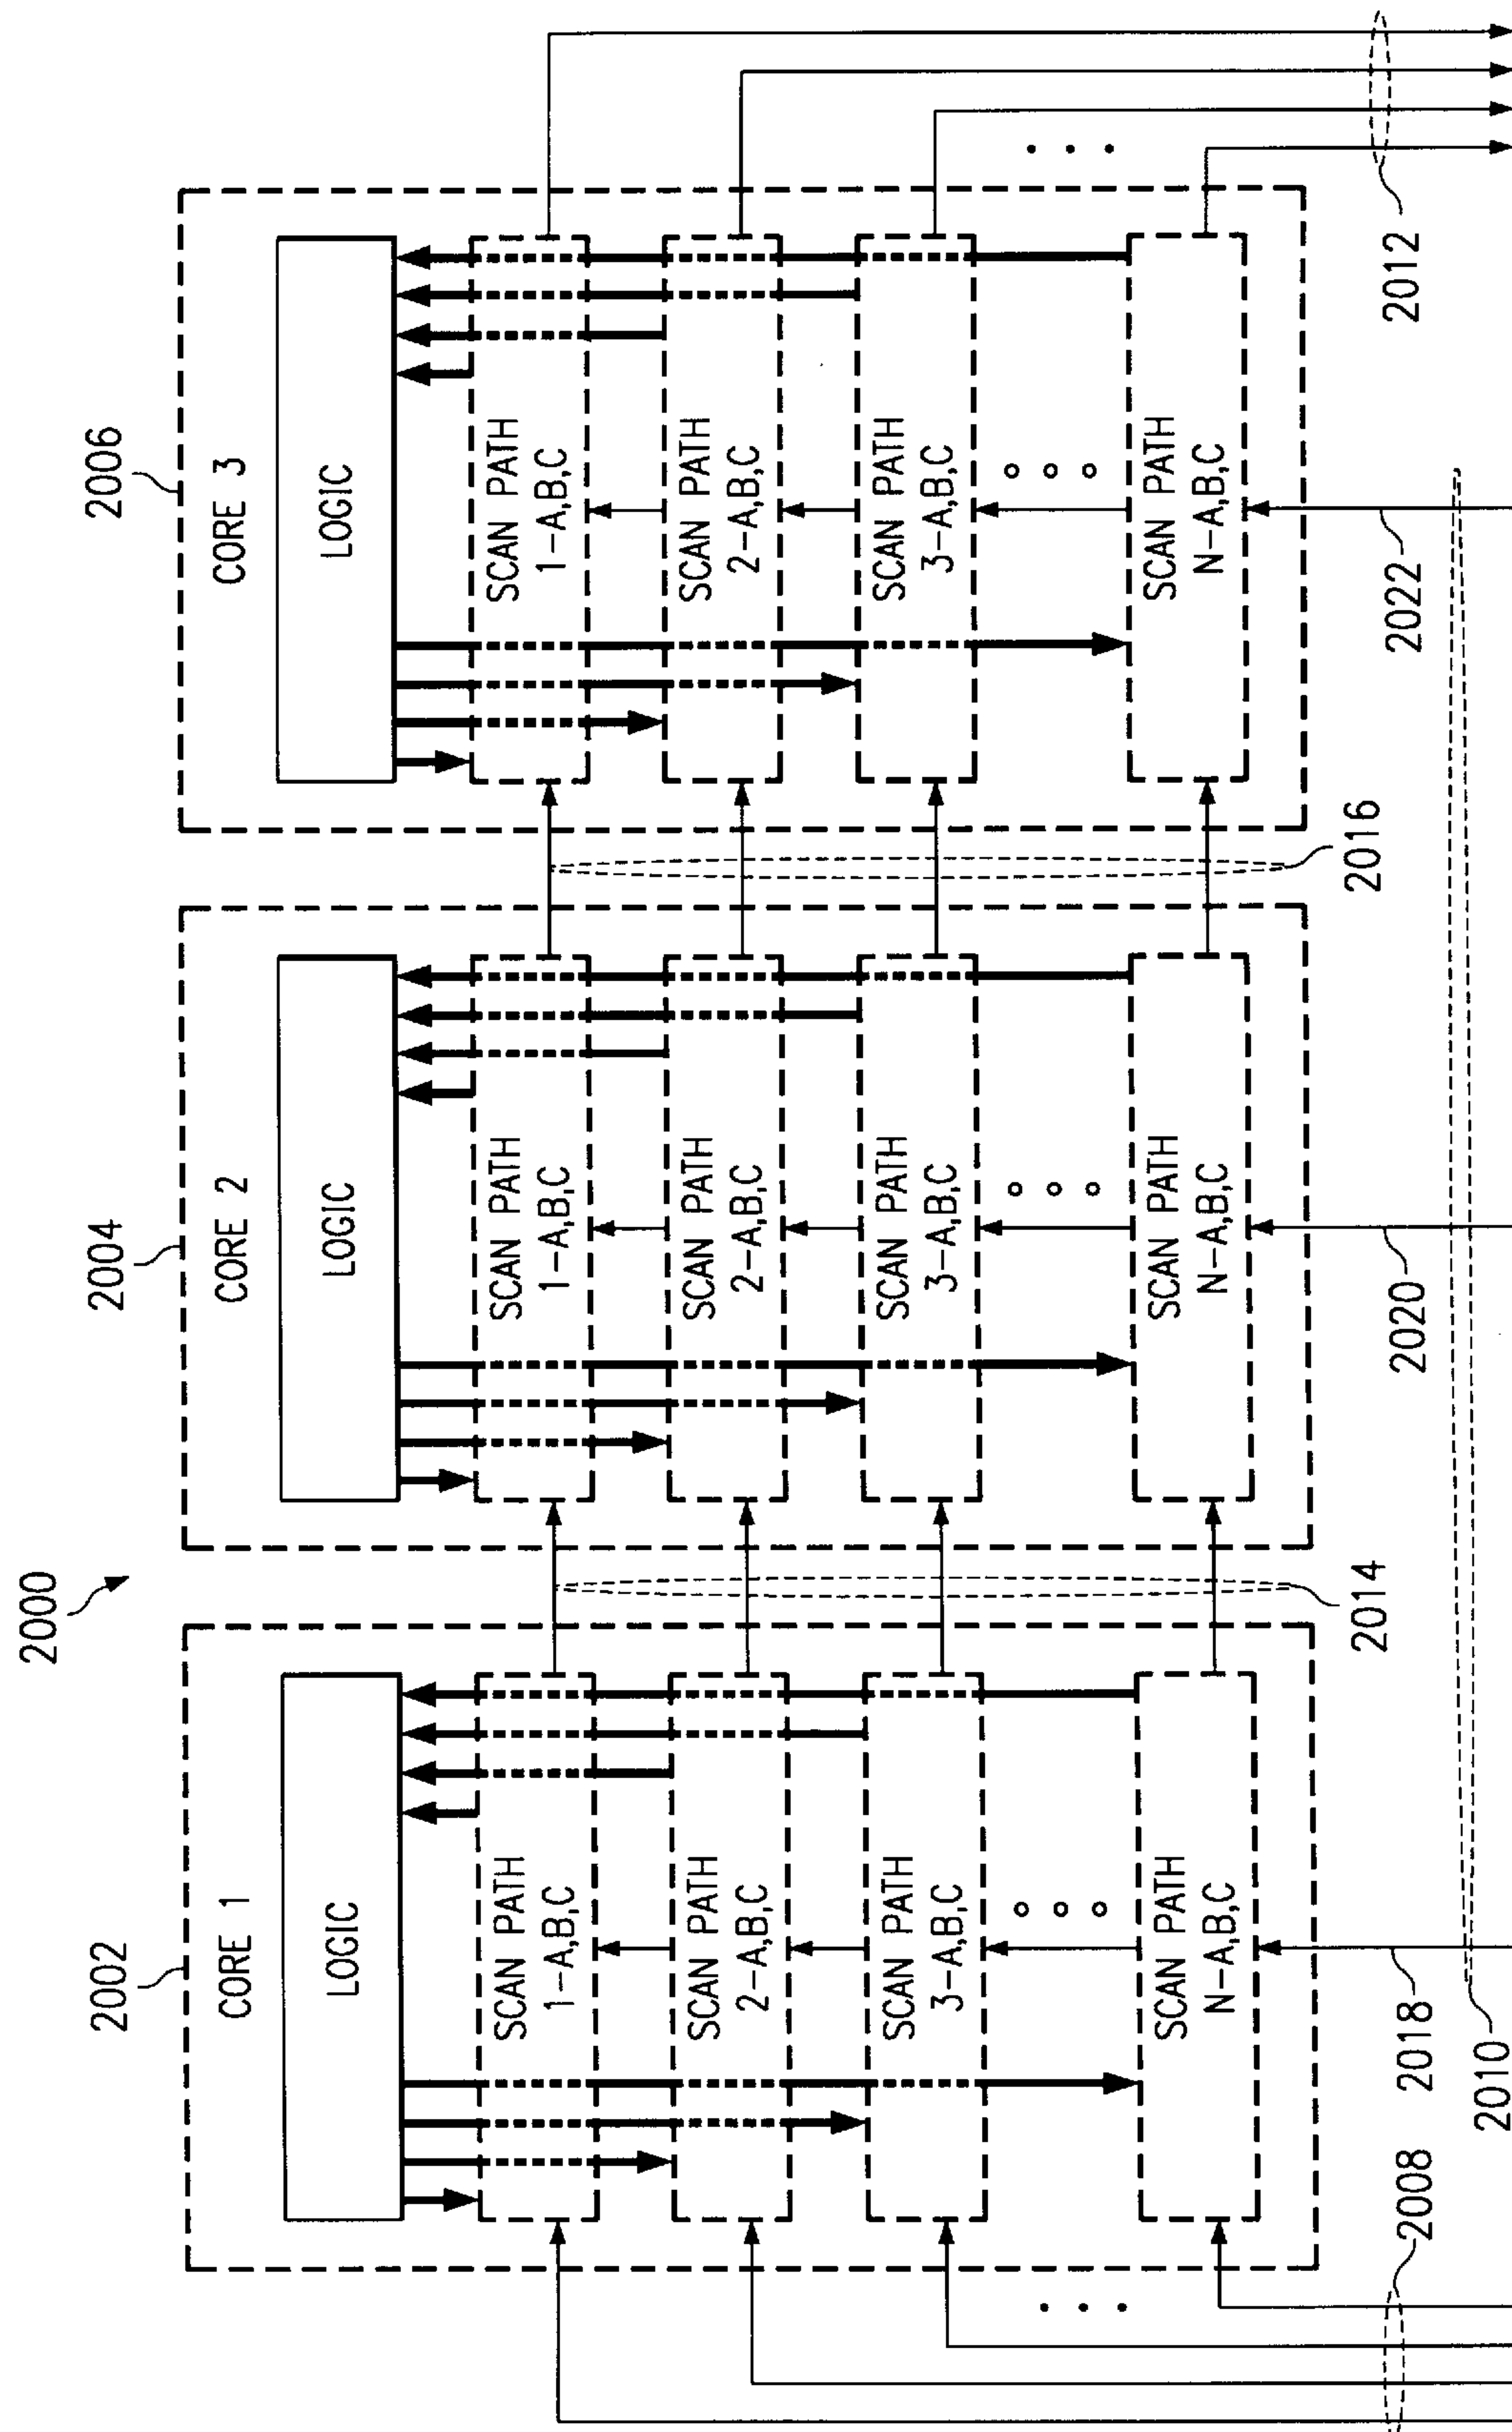 2000
2002
CORE 1
LOGIC
SCAN PATH
1-A,B,C
SCAN PATH
2-A,B,C
SCAN PATH
3-A,B,C
SCAN PATH
N-A,B,C
2008
2018
2010
2014
2004
CORE 2
LOGIC
SCAN PATH
1-A,B,C
SCAN PATH
2-A,B,C
SCAN PATH
3-A,B,C
SCAN PATH
N-A,B,C
2020
2016
2006
CORE 3
LOGIC
SCAN PATH
1-A,B,C
SCAN PATH
2-A,B,C
SCAN PATH
3-A,B,C
SCAN PATH
N-A,B,C
2022
2012